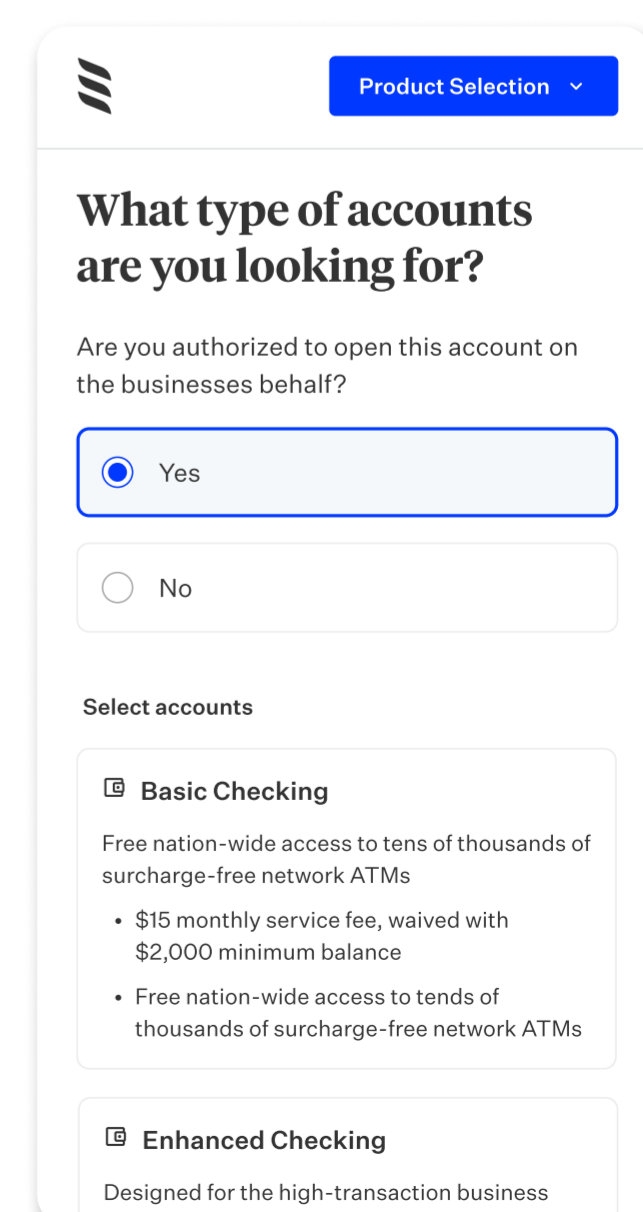 Product Selection
What type of accounts
are you looking for?
Are you authorized to open this account on
the businesses behalf?
Yes
No
Select accounts
Basic Checking
Free nation-wide access to tens of thousands of
surcharge-free network ATMs
• $15 monthly service fee, waived with
$2,000 minimum balance
• Free nation-wide access to tends of
thousands of surcharge-free network ATMs
Enhanced Checking
Designed for the high-transaction business